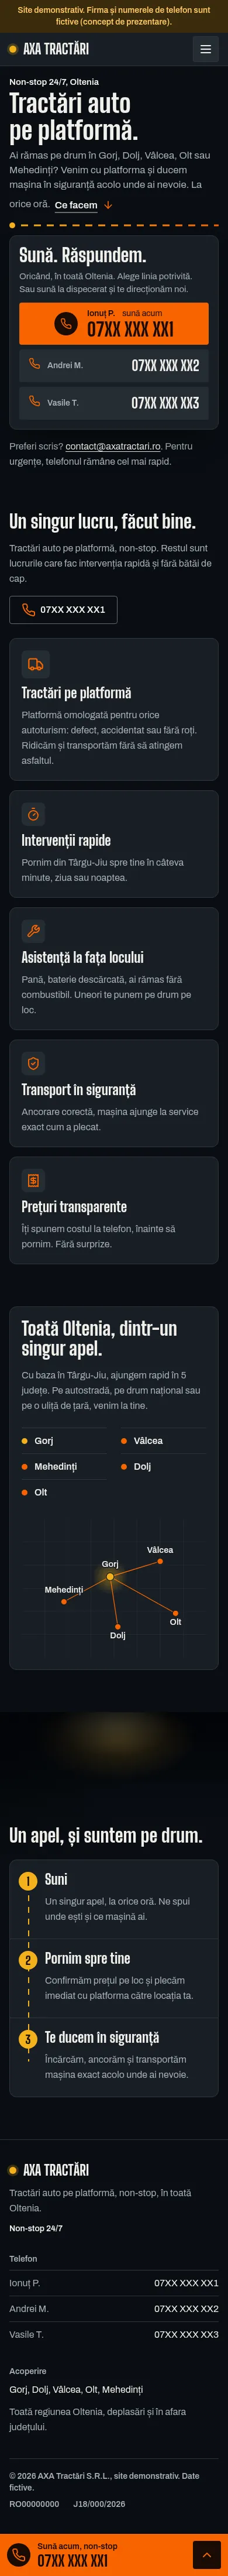 Site demonstrativ. Firma și numerele de telefon sunt
fictive (concept de prezentare).
AXA TRACTĂRI
Non-stop 24/7, Oltenia
Tractări auto
pe platformă.
Ai rămas pe drum în Gorj, Dolj, Vâlcea, Olt sau
Mehedinți? Venim cu platforma și ducem
mașina în siguranță acolo unde ai nevoie. La
orice oră. Ce facem
Sună. Răspundem.
Oricând, în toată Oltenia. Alege linia potrivită.
Sau sună la dispecerat și te direcționăm noi.
Ionuț P. sună acum
07XX XXX XX1
Andrei M. 07XX XXX XX2
Vasile T. 07XX XXX XX3
Preferi scris? contact@axatractari.ro. Pentru
urgențe, telefonul rămâne cel mai rapid.
Un singur lucru, făcut bine.
Tractări auto pe platformă, non-stop. Restul sunt
lucrurile care fac intervenția rapidă și fără bătăi de
cap.
07XX XXX XX1
Tractări pe platformă
Platformă omologată pentru orice
autoturism: defect, accidentat sau fără roți.
Ridicăm și transportăm fără să atingem
asfaltul.
Intervenții rapide
Pornim din Târgu-Jiu spre tine în câteva
minute, ziua sau noaptea.
Asistență la fața locului
Pană, baterie descărcată, ai rămas fără
combustibil. Uneori te punem pe drum pe
loc.
Transport în siguranță
Ancorare corectă, mașina ajunge la service
exact cum a plecat.
Prețuri transparente
Îți spunem costul la telefon, înainte să
pornim. Fără surprize.
Toată Oltenia, dintr-un
singur apel.
Cu baza în Târgu-Jiu, ajungem rapid în 5
județe. Pe autostradă, pe drum național sau
pe o uliță de țară, venim la tine.
Gorj Vâlcea
Mehedinți Dolj
Olt
Vâlcea
Gorj
Mehedinți
Olt
Dolj
Un apel, și suntem pe drum.
1 Suni
Un singur apel, la orice oră. Ne spui
unde ești și ce mașină ai.
2 Pornim spre tine
Confirmăm prețul pe loc și plecăm
imediat cu platforma către locația ta.
3 Te ducem în siguranță
Încărcăm, ancorăm și transportăm
mașina exact acolo unde ai nevoie.
AXA TRACTĂRI
Tractări auto pe platformă, non-stop, în toată
Oltenia.
Non-stop 24/7
Telefon
Ionuț P. 07XX XXX XX1
Andrei M. 07XX XXX XX2
Vasile T. 07XX XXX XX3
Acoperire
Gorj, Dolj, Vâlcea, Olt, Mehedinți
Toată regiunea Oltenia, deplasări și în afara
județului.
© 2026 AXA Tractări S.R.L., site demonstrativ. Date
fictive.
RO00000000 J18/000/2026
Sună acum, non-stop
07XX XXX XX1